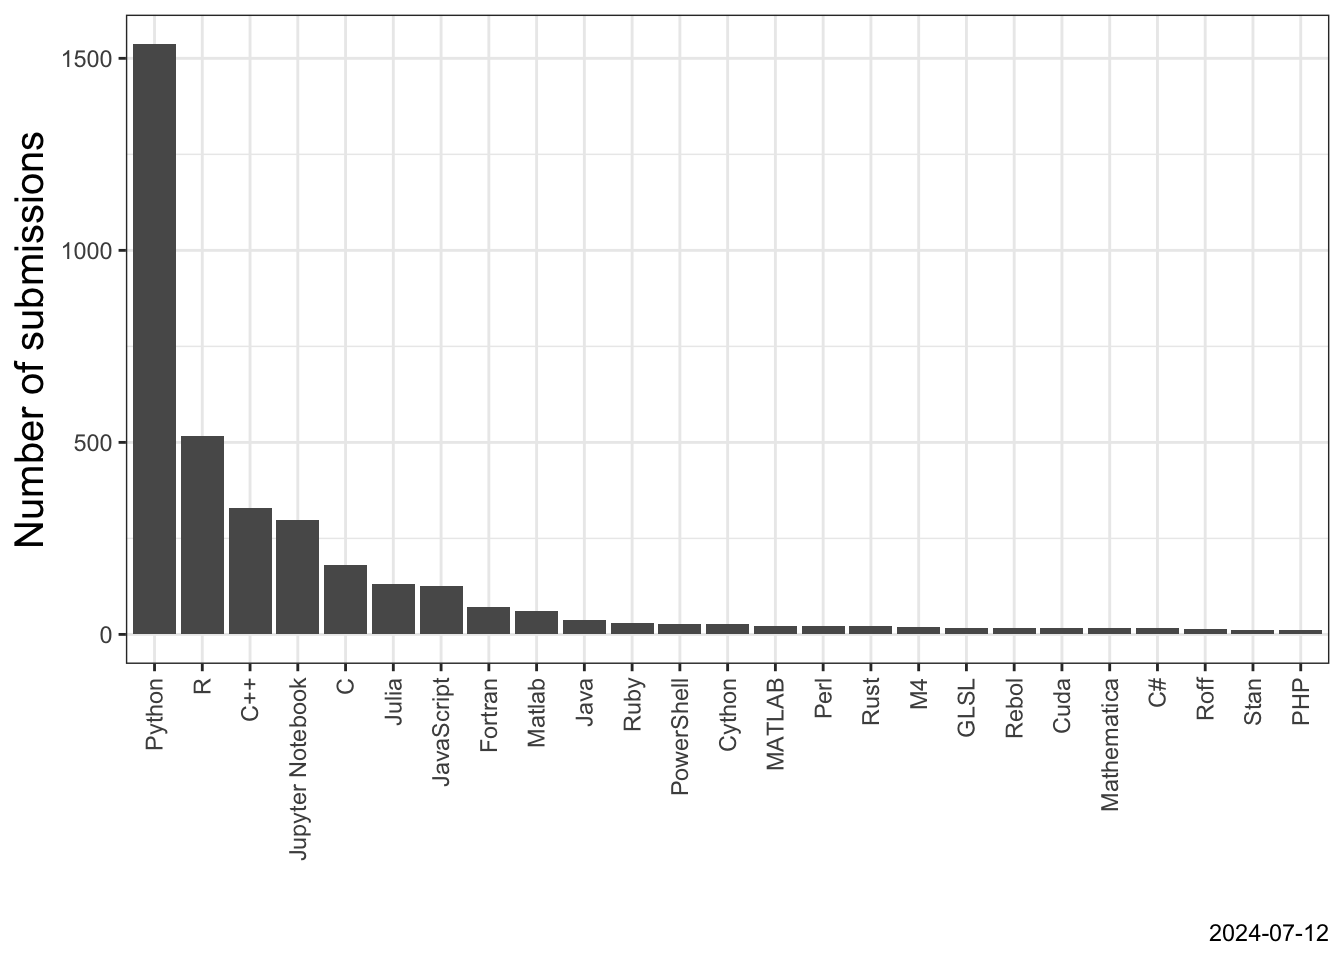 Number of submissions
1500
1000
500
0
Python
R
C++
Jupyter Notebook
C
Julia
JavaScript
Fortran
Matlab
Java
Ruby
PowerShell
Cython
MATLAB
Perl
Rust
M4
GLSL
Rebol
Cuda
Mathematica
C#
Roff
Stan
PHP
2024-07-12